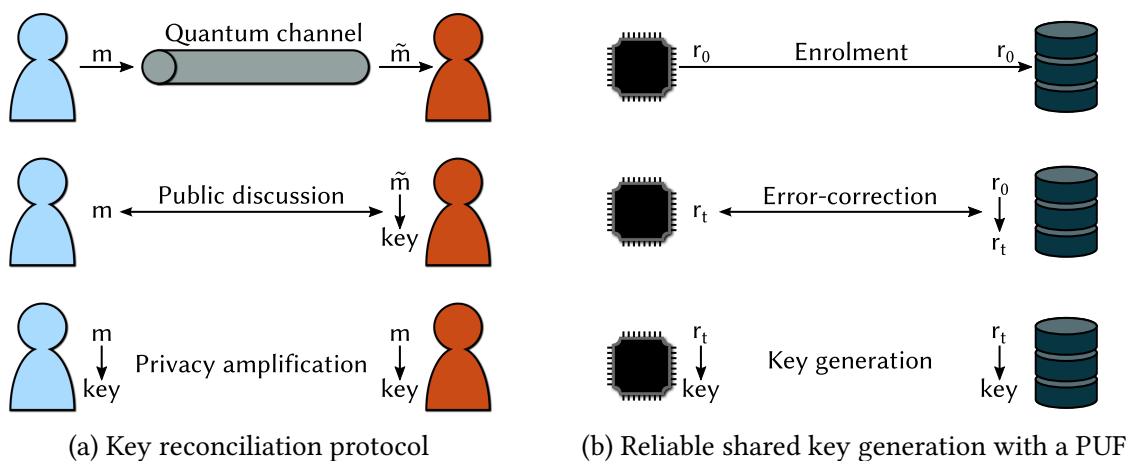 Quantum channel
m
m̃
Public discussion
m
m̃
key
m
Privacy amplification
m
key
key
(a) Key reconciliation protocol
r₀
Enrolment
r₀
Error-correction
r₀
rₜ
rₜ
rₜ
Key generation
rₜ
key
key
(b) Reliable shared key generation with a PUF